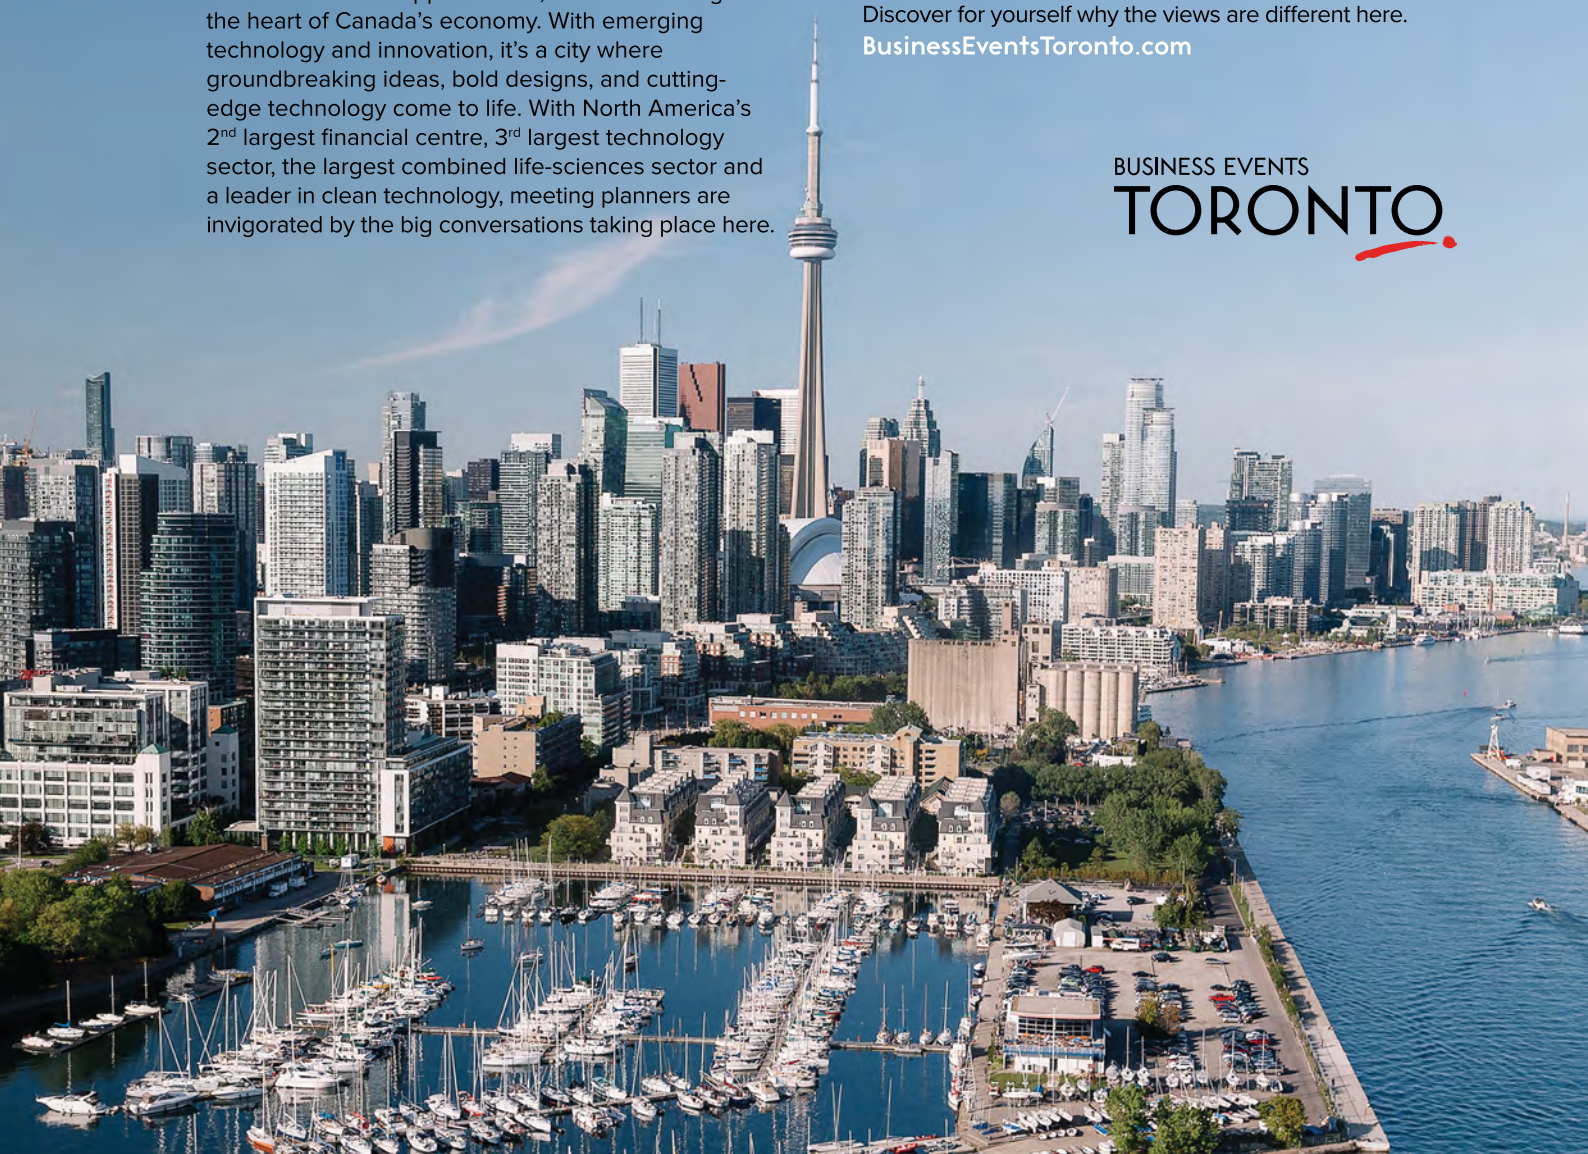 the heart of Canada’s economy. With emerging
technology and innovation, it’s a city where
groundbreaking ideas, bold designs, and cutting-
edge technology come to life. With North America’s
2nd largest financial centre, 3rd largest technology
sector, the largest combined life-sciences sector and
a leader in clean technology, meeting planners are
invigorated by the big conversations taking place here.
Discover for yourself why the views are different here.
BusinessEventsToronto.com
BUSINESS EVENTS
TORONTO